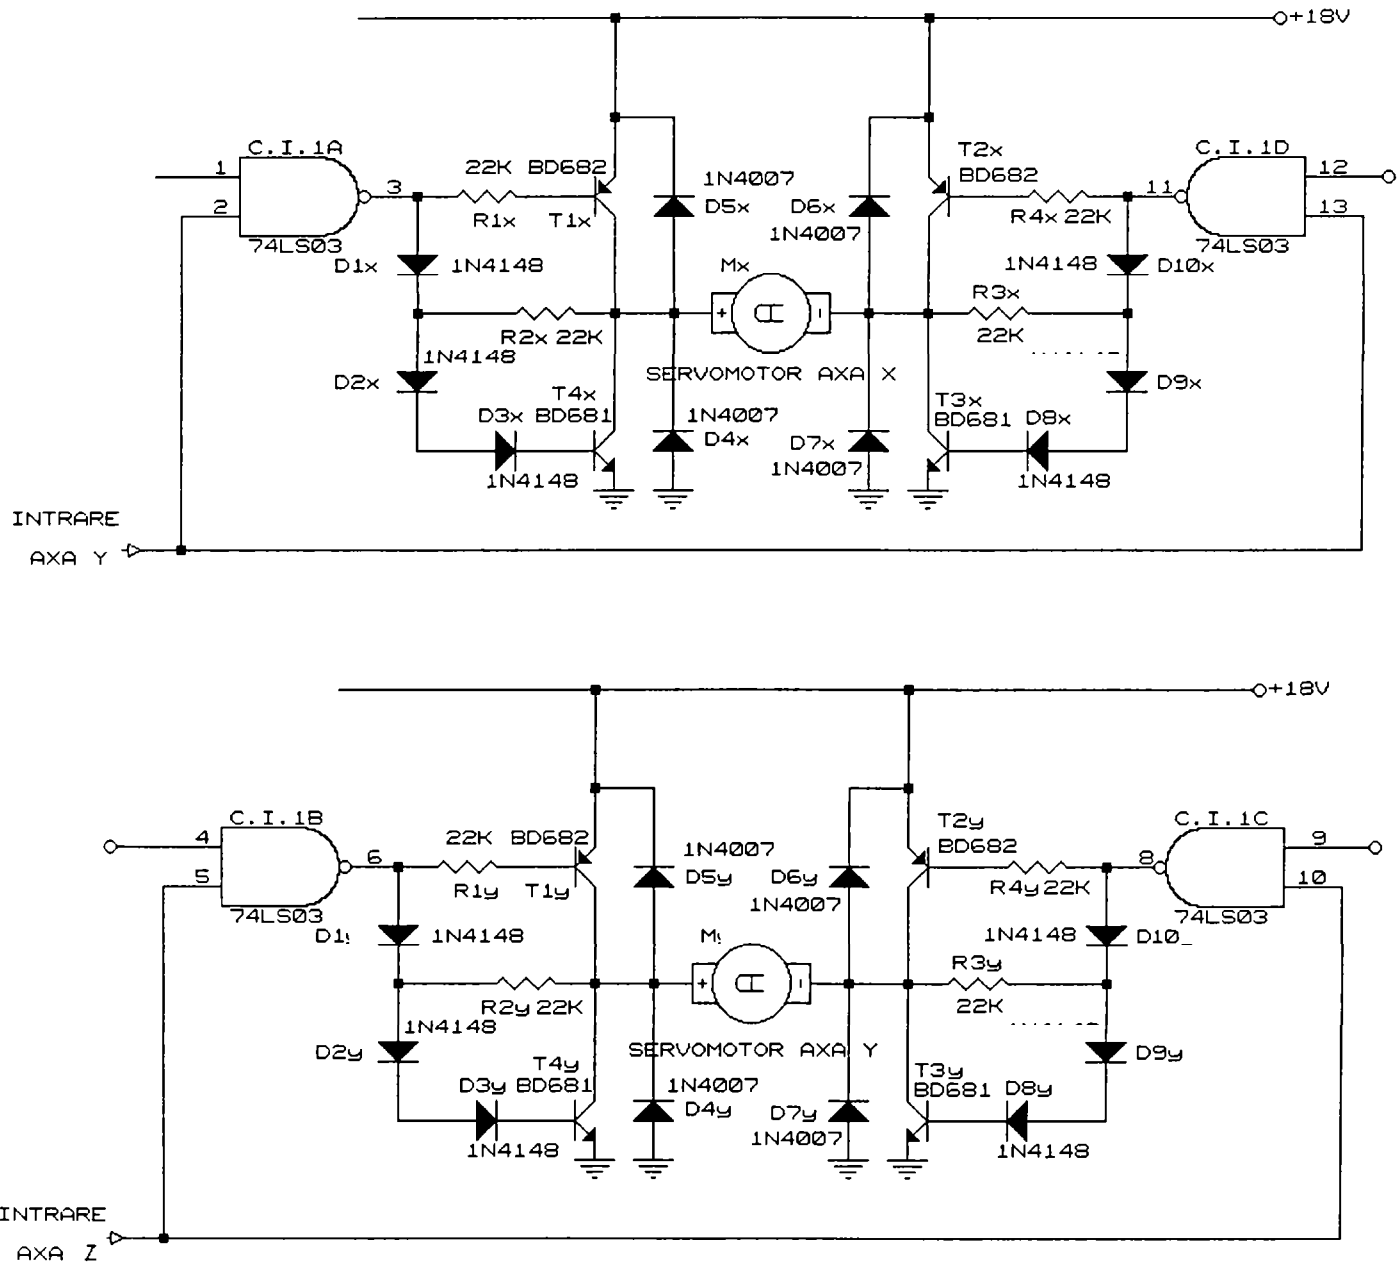 +18V
C.I.1A
1
2
3
74LS03
22K BD682
R1x T1x
1N4007
D5x
D6x
1N4007
T2x
BD682
R4x 22K
11
C.I.1D
12
13
74LS03
D1x 1N4148
Mx
A
+ -
1N4148 D10x
R3x
22K
R2x 22K
1N4148
D2x
SERVOMOTOR AXA X
D9x
T4x
D3x BD681
1N4148
1N4007
D4x
D7x
1N4007
T3x
BD681 D8x
1N4148
INTRARE
AXA Y
+18V
C.I.1B
4
5
6
74LS03
22K BD682
R1y T1y
1N4007
D5y
D6y
1N4007
T2y
BD682
R4y 22K
8
C.I.1C
9
10
74LS03
1N4148
A
+ -
1N4148 D10
R3y
22K
R2y 22K
1N4148
D2y
SERVOMOTOR AXA Y
D9y
T4y
D3y BD681
1N4148
1N4007
D4y
D7y
1N4007
T3y
BD681 D8y
1N4148
INTRARE
AXA Z